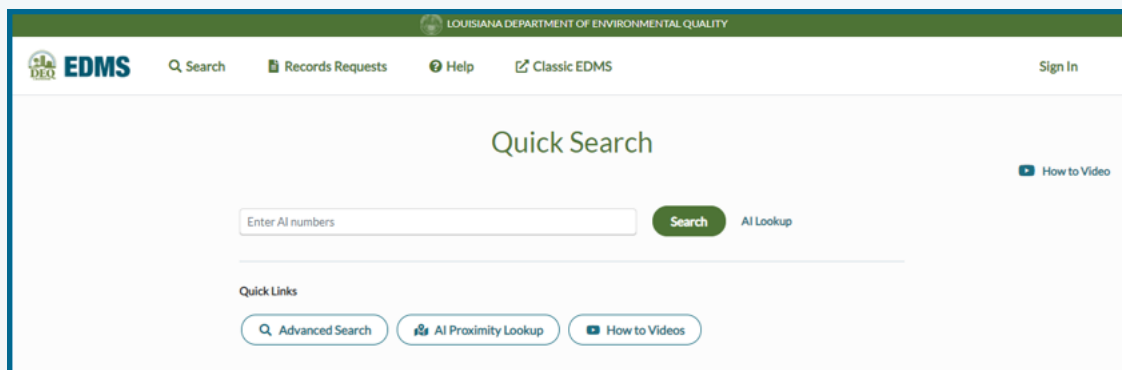 LOUISIANA DEPARTMENT OF ENVIRONMENTAL QUALITY
DEQ EDMS Search Records Requests Help Classic EDMS Sign In
Quick Search
How to Video
Enter AI numbers Search AI Lookup
Quick Links
Advanced Search AI Proximity Lookup How to Videos